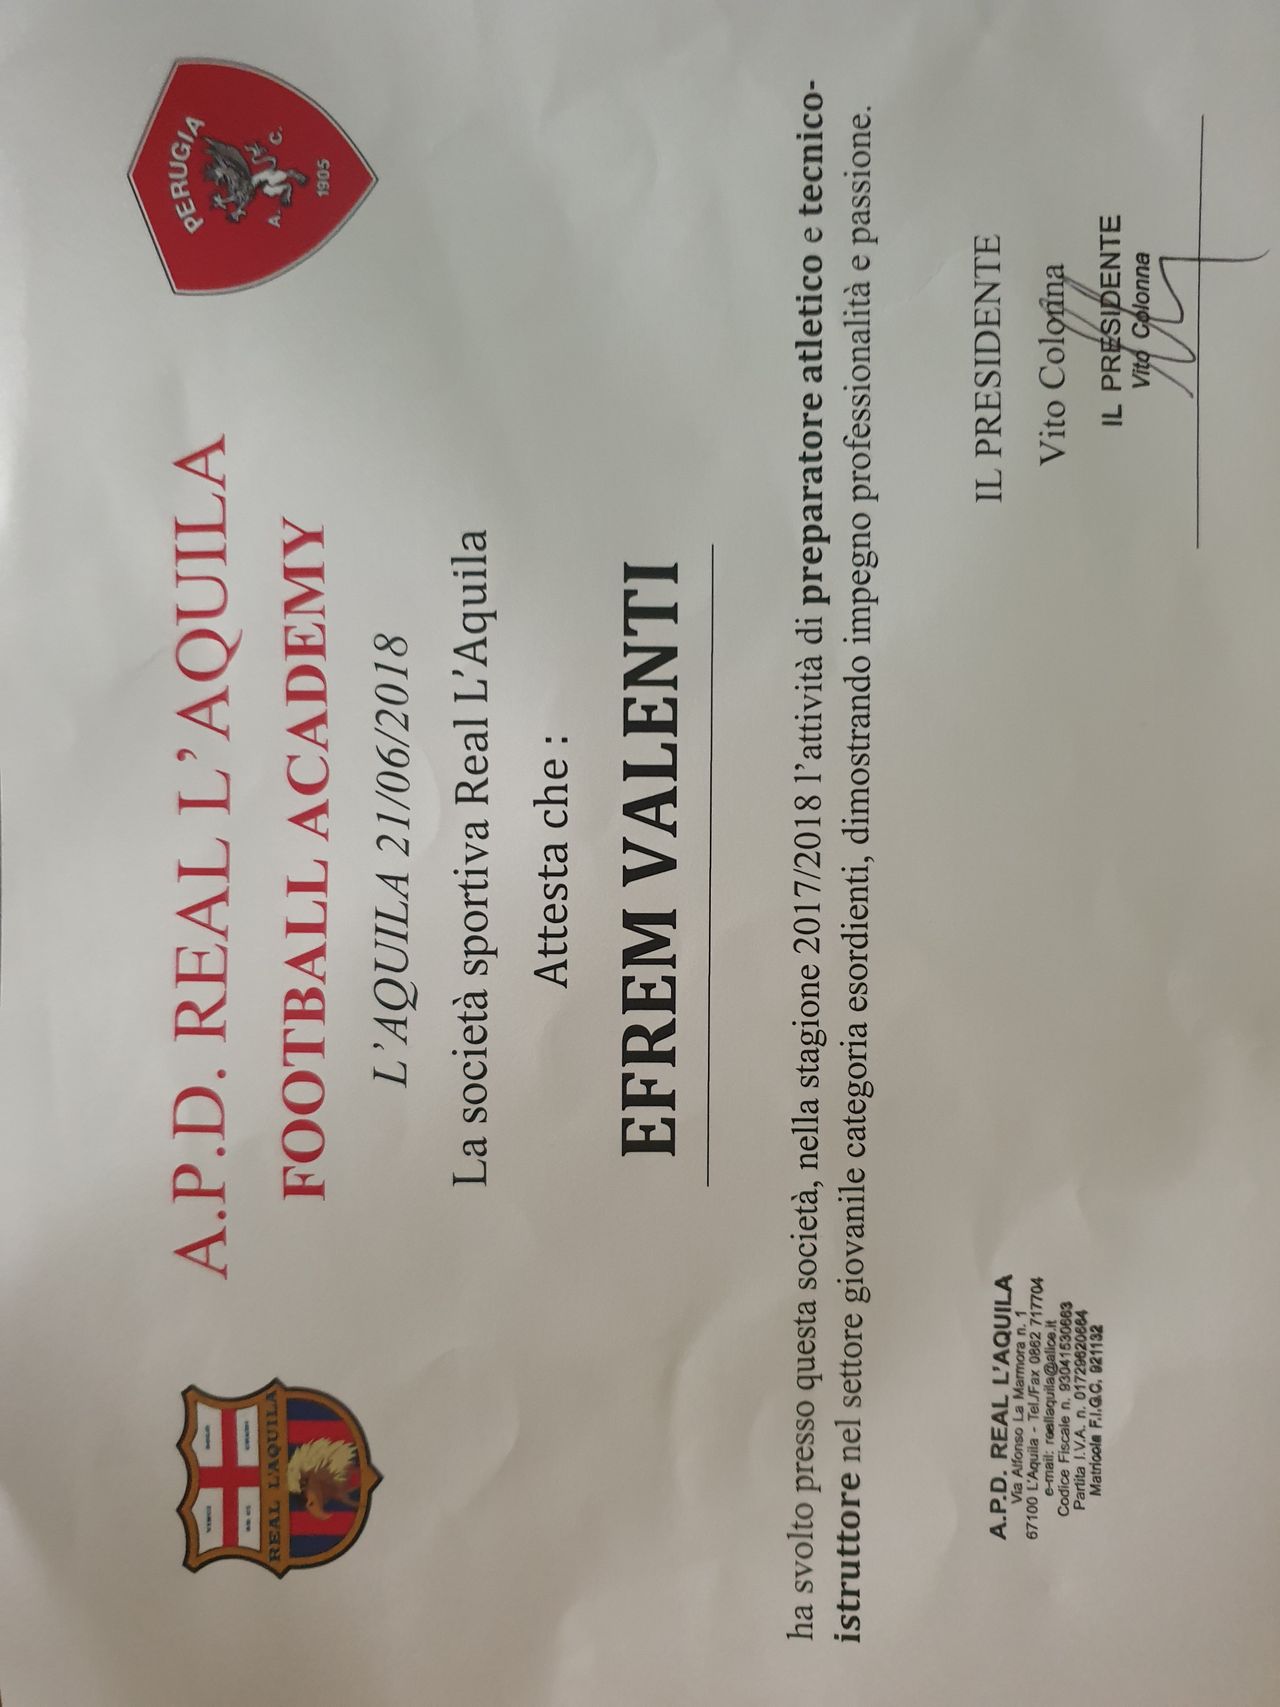 A.P.D. REAL L'AQUILA
FOOTBALL ACADEMY
REAL L'AQUILA
PERUGIA
A. C.
1905
L'AQUILA 21/06/2018
La società sportiva Real L'Aquila
Attesta che :
EFREM VALENTI
ha svolto presso questa società, nella stagione 2017/2018 l'attività di preparatore atletico e tecnico-
istruttore nel settore giovanile categoria esordienti, dimostrando impegno professionalità e passione.
A.P.D. REAL L'AQUILA
Via Alfonso La Marmora n. 1
67100 L'Aquila - Tel./Fax 0862 717704
e-mail: reallaquila@alice.it
Codice Fiscale n. 93041530663
Partita I.V.A. n. 01729620664
Matricola F.I.G.C. 921132
IL PRESIDENTE
Vito Colonna
IL PRESIDENTE
Vito Colonna